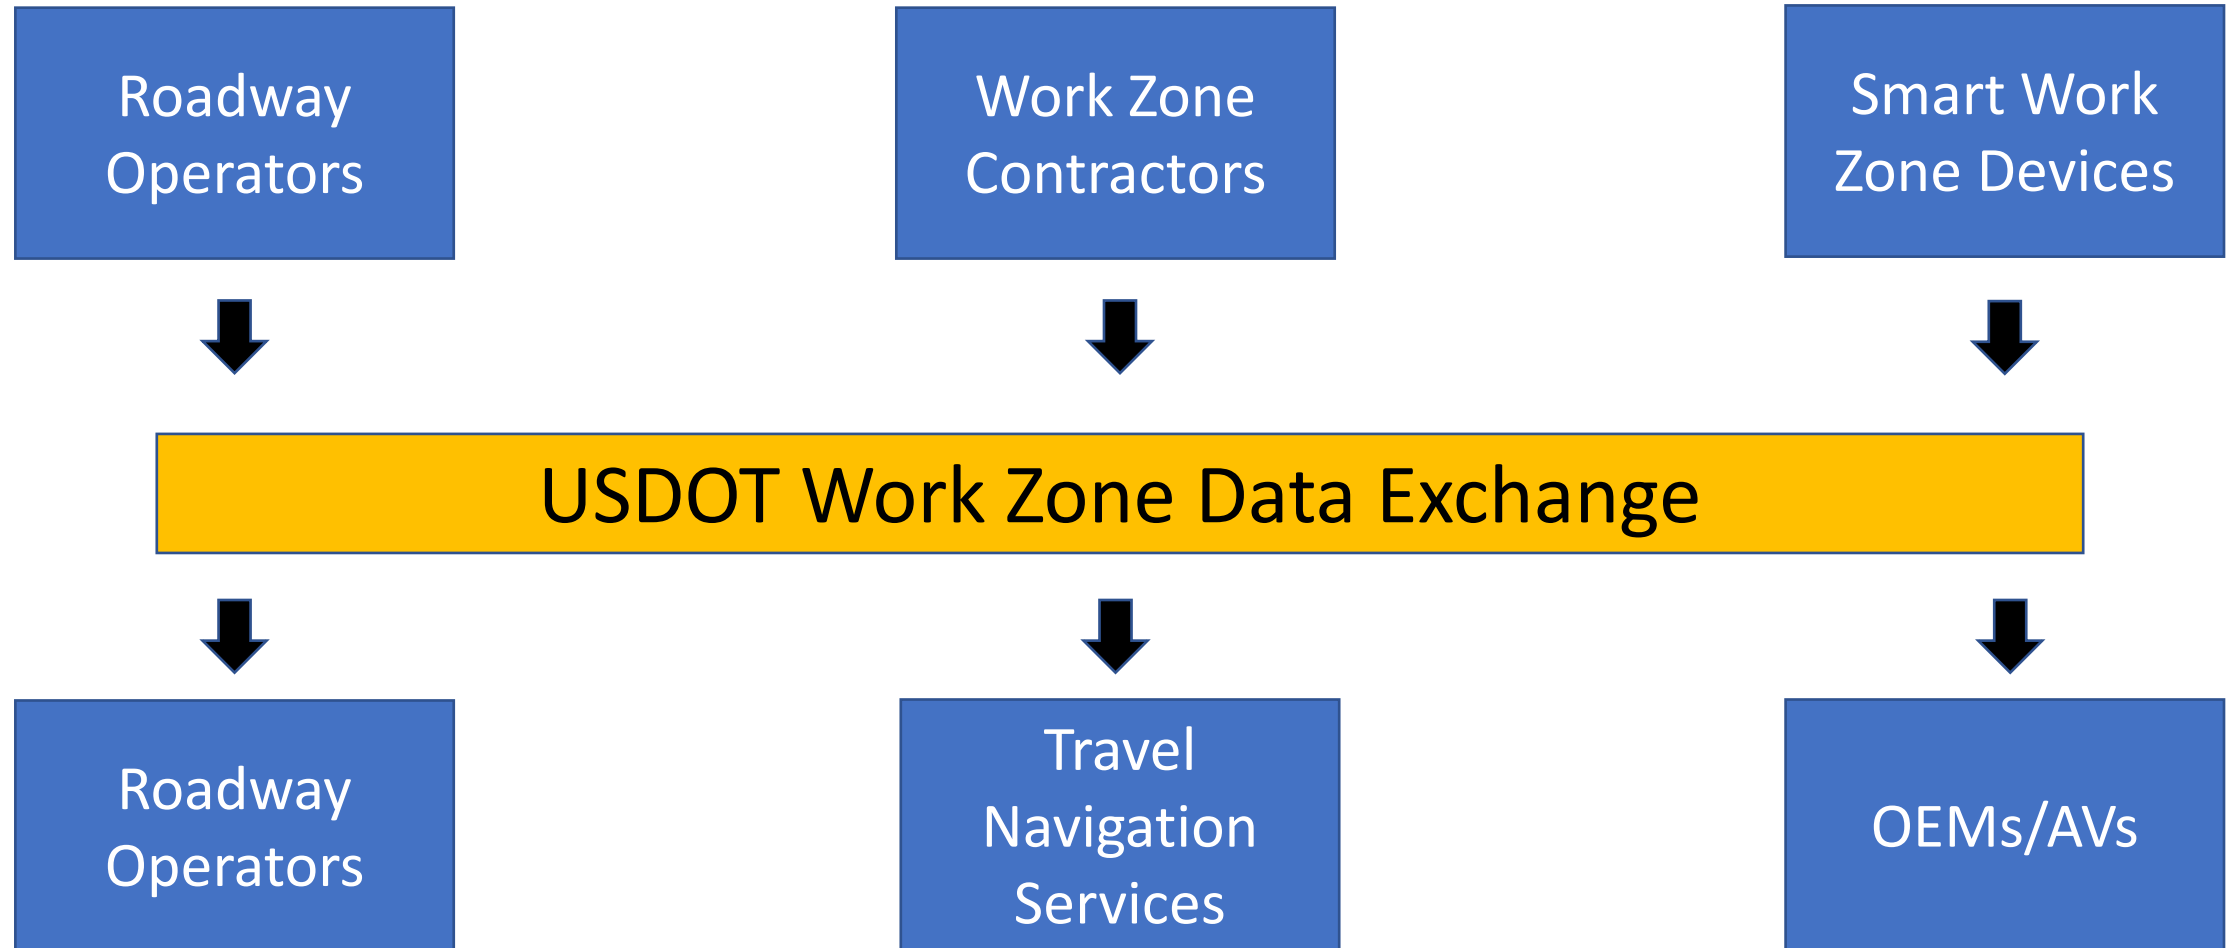 Roadway
Operators
Work Zone
Contractors
Smart Work
Zone Devices
USDOT Work Zone Data Exchange
Roadway
Operators
Travel
Navigation
Services
OEMs/AVs